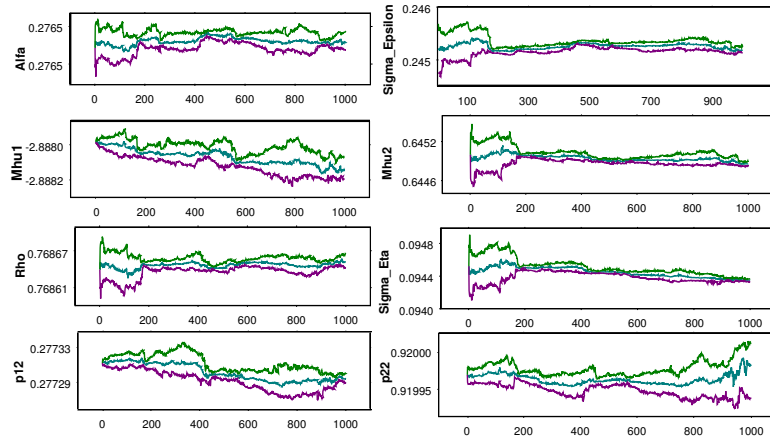 Alfa
0.2765
0.2765
0 200 400 600 800 1000
Sigma_Epsilon
0.246
0.245
100 300 500 700 900
Mhu1
-2.8880
-2.8882
0 200 400 600 800 1000
Mhu2
0.6452
0.6446
0 200 400 600 800 1000
Rho
0.76867
0.76861
0 200 400 600 800 1000
Sigma_Eta
0.0948
0.0944
0.0940
0 200 400 600 800 1000
p12
0.27733
0.27729
0 200 400 600 800 1000
p22
0.92000
0.91995
0 200 400 600 800 1000